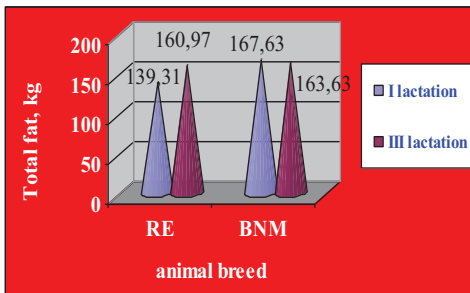 Total fat, kg
200
150
100
50
0
139,31
160,97
167,63
163,63
RE
BNM
animal breed
I lactation
III lactation